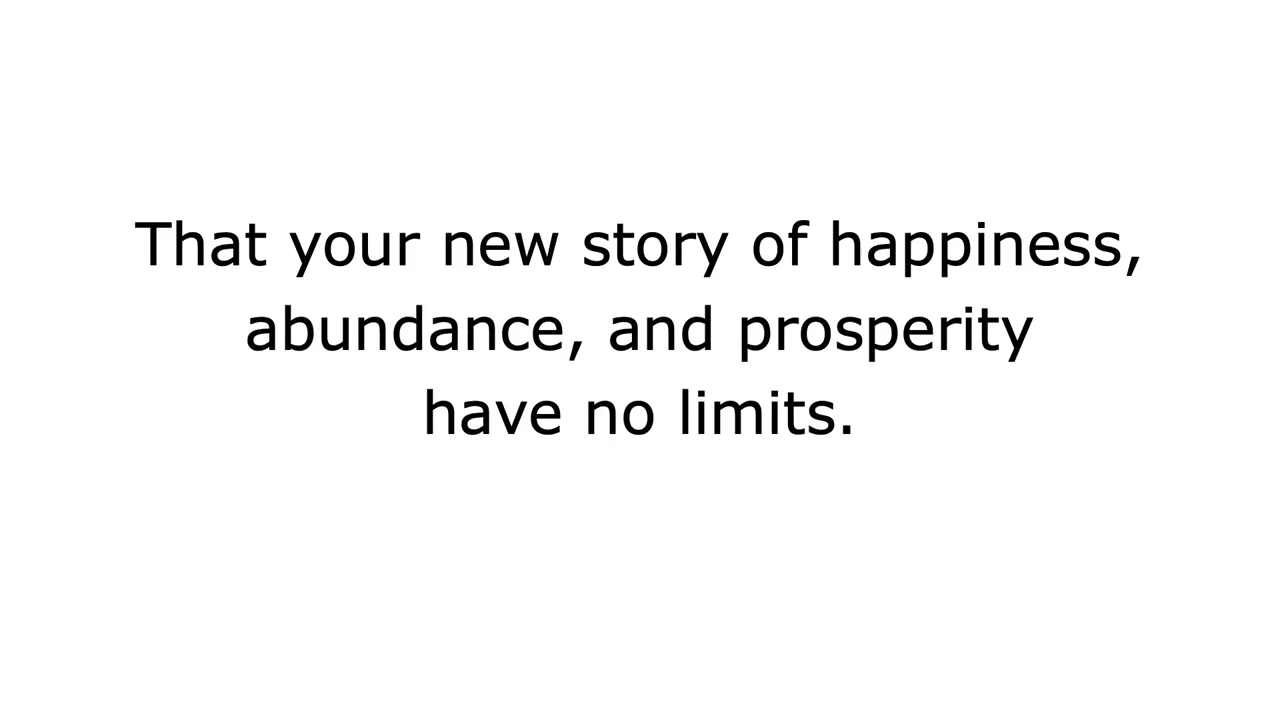 That your new story of happiness,
abundance, and prosperity
have no limits.